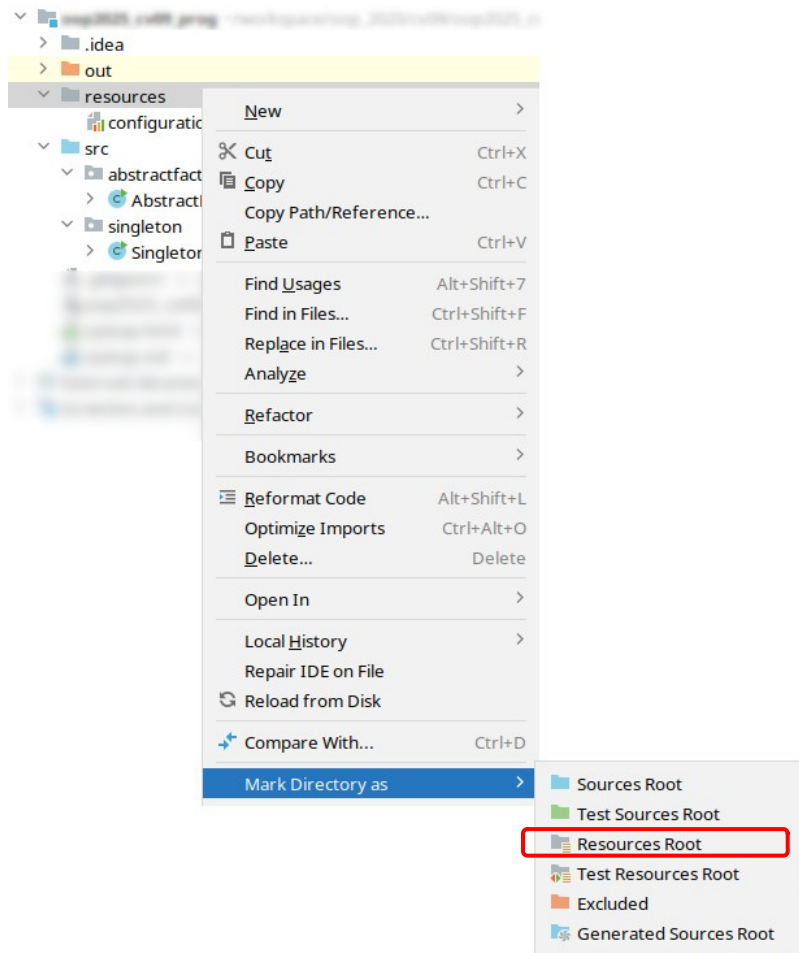 .idea
out
resources
configuratio
src
abstractfact
AbstractF
singleton
Singleton
New
Cut Ctrl+X
Copy Ctrl+C
Copy Path/Reference...
Paste Ctrl+V
Find Usages Alt+Shift+7
Find in Files... Ctrl+Shift+F
Replace in Files... Ctrl+Shift+R
Analyze
Refactor
Bookmarks
Reformat Code Alt+Shift+L
Optimize Imports Ctrl+Alt+O
Delete... Delete
Open In
Local History
Repair IDE on File
Reload from Disk
Compare With... Ctrl+D
Mark Directory as
Sources Root
Test Sources Root
Resources Root
Test Resources Root
Excluded
Generated Sources Root